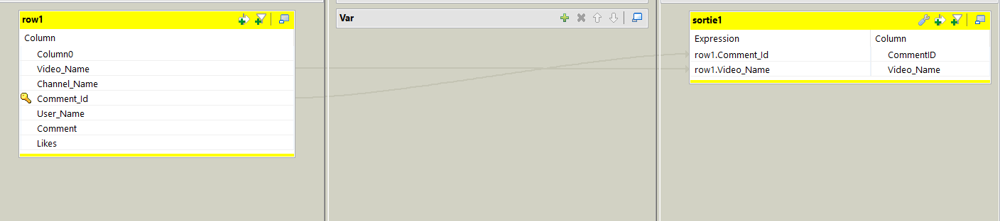 row1
Column
Column0
Video_Name
Channel_Name
Comment_Id
User_Name
Comment
Likes
Var
sortie1
Expression Column
row1.Comment_Id CommentID
row1.Video_Name Video_Name